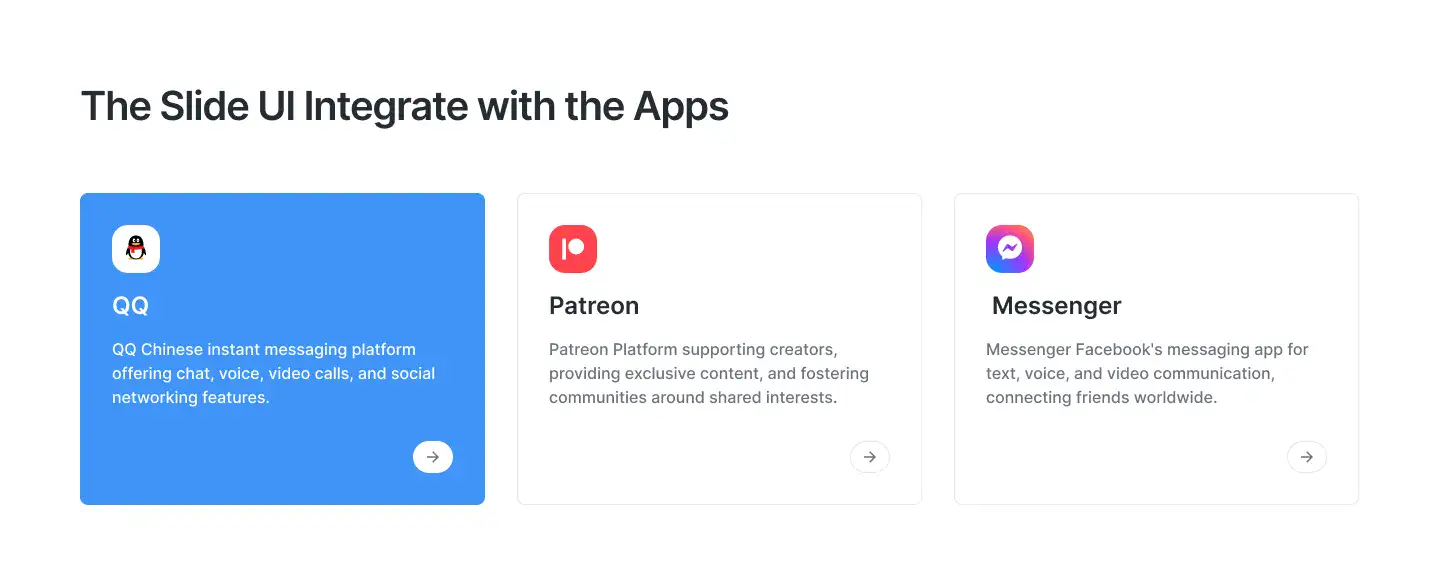 The Slide UI Integrate with the Apps
QQ
QQ Chinese instant messaging platform
offering chat, voice, video calls, and social
networking features.
Patreon
Patreon Platform supporting creators,
providing exclusive content, and fostering
communities around shared interests.
Messenger
Messenger Facebook's messaging app for
text, voice, and video communication,
connecting friends worldwide.